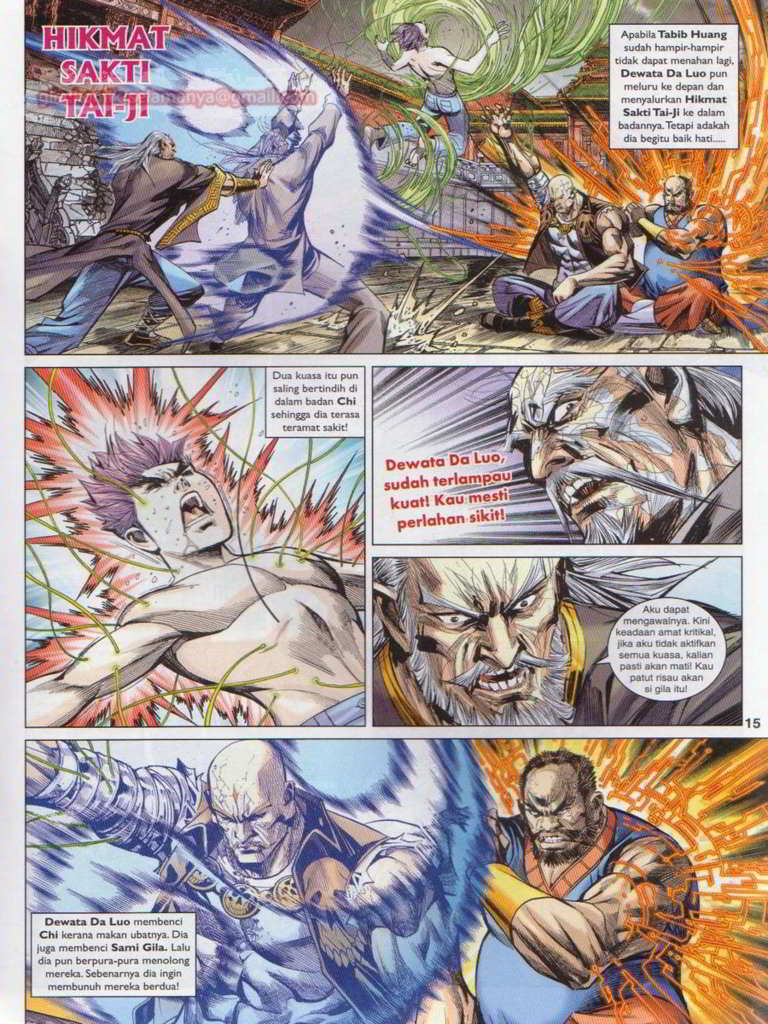 HIKMAT
SAKTI
TAI-JI
Apabila Tabib Huang
sudah hampir-hampir
tidak dapat menahan lagi,
Dewata Da Luo pun
meluru ke depan dan
menyalurkan Hikmat
Sakti Tai-Ji ke dalam
badannya. Tetapi adakah
dia begitu baik hati.....
Dua kuasa itu pun
saling bertindih di
dalam badan Chi
sehingga dia terasa
teramat sakit!
Dewata Da Luo,
sudah terlampau
kuat! Kau mesti
perlahan sikit!
Aku dapat
mengawalnya. Kini
keadaan amat kritikal,
jika aku tidak aktifkan
semua kuasa, kalian
pasti akan mati! Kau
patut risau akan
si gila itu!
15
Dewata Da Luo membenci
Chi kerana makan ubatnya. Dia
juga membenci Sami Gila. Lalu
dia pun berpura-pura menolong
mereka. Sebenarnya dia ingin
membunuh mereka berdua!